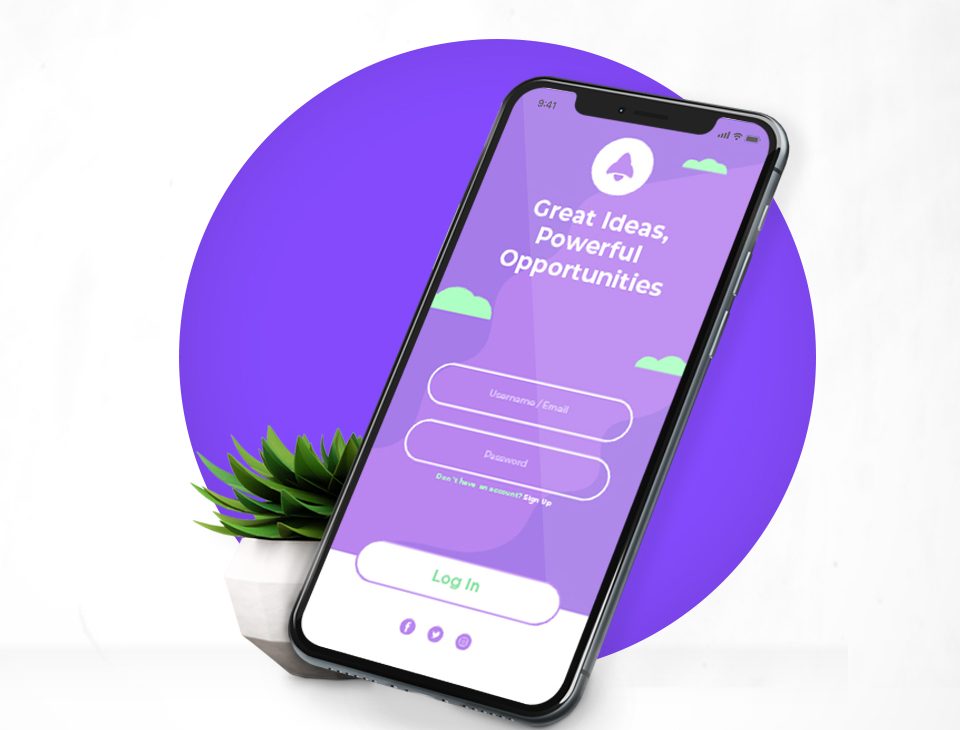 9:41
Great Ideas,
Powerful
Opportunities
Username / Email
Password
Don't have an account? Sign Up
Log In